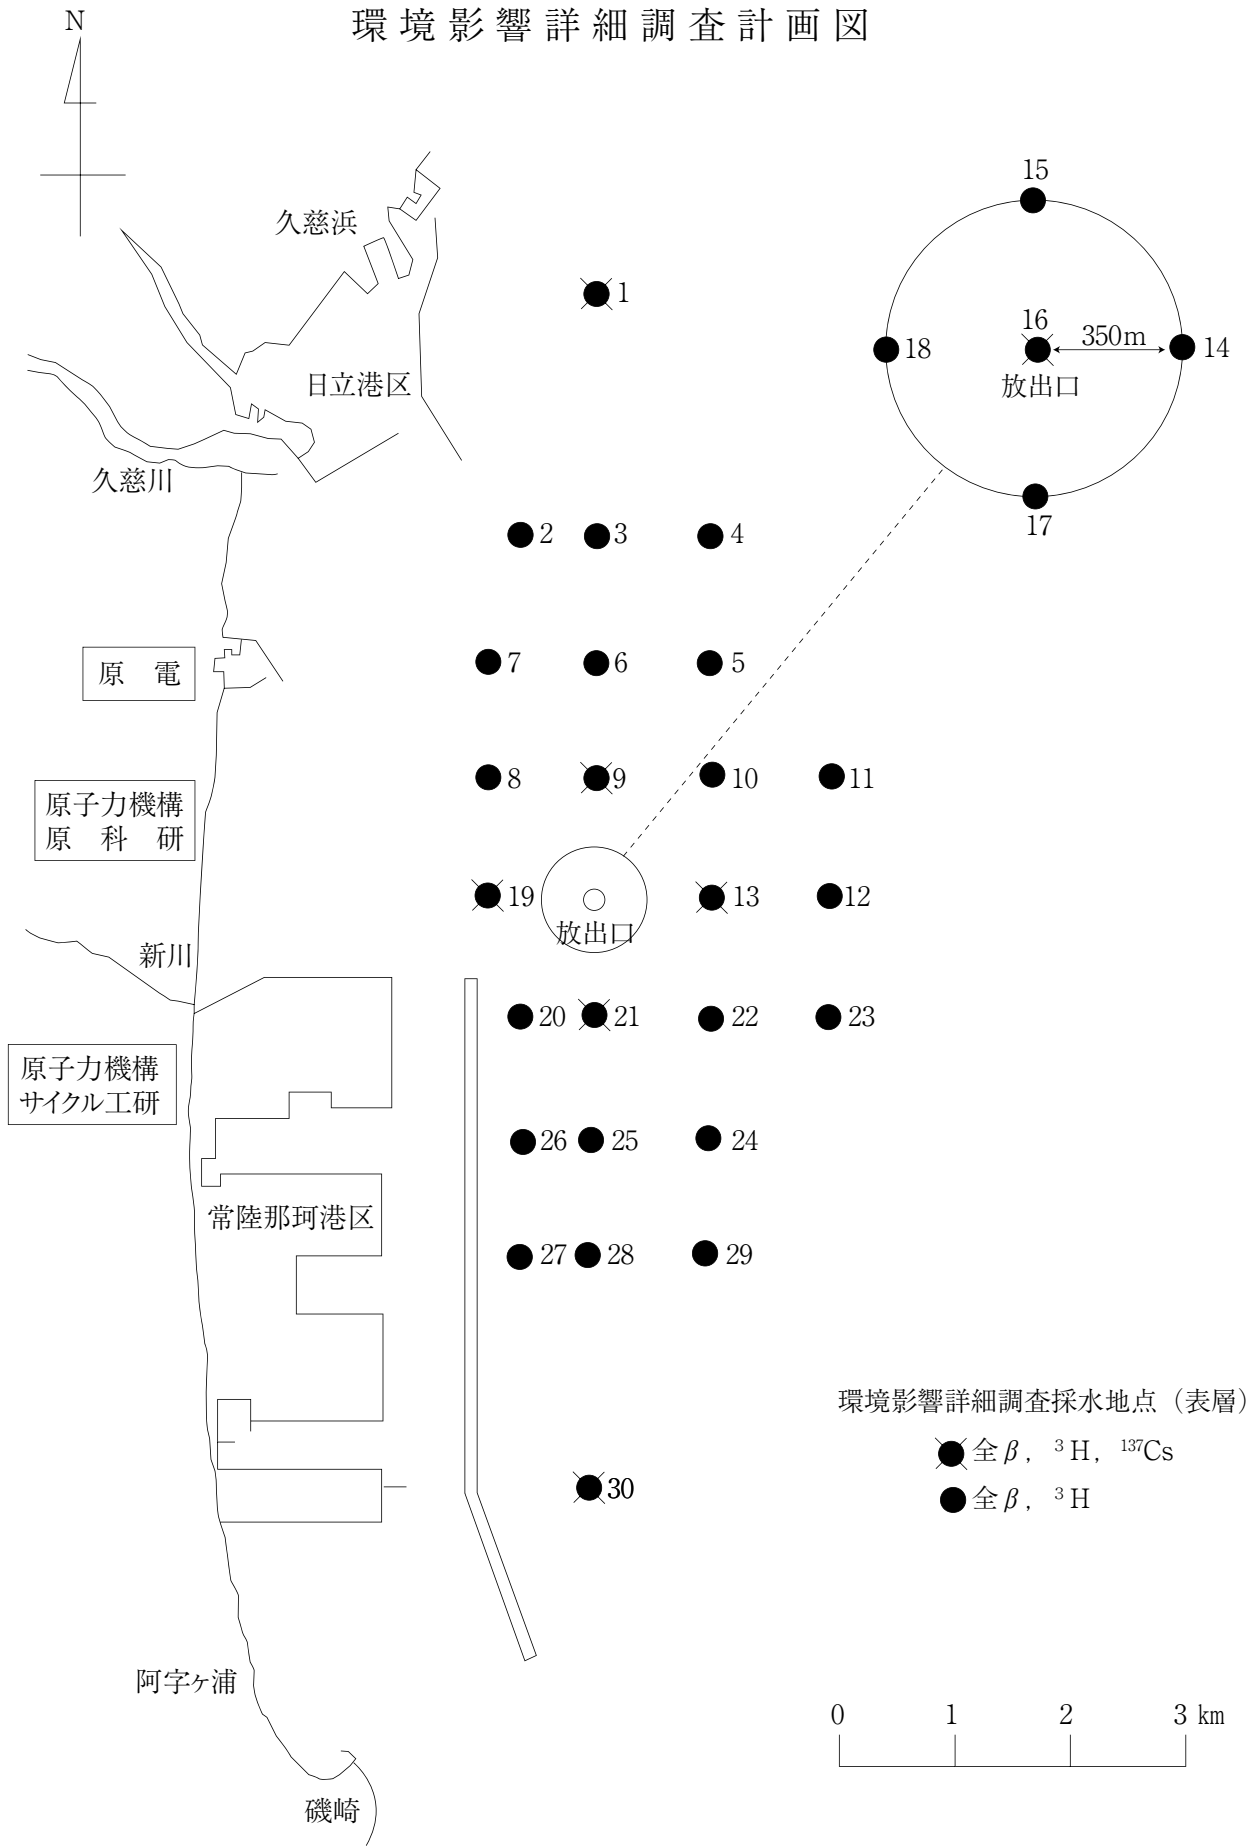 環境影響詳細調査計画図
N
15
久慈浜
1
16
350m
18
14
放出口
日立港区
久慈川
17
2
3
4
原 電
7
6
5
原子力機構
原 科 研
8
9
10
11
19
13
12
放出口
新川
20
21
22
23
原子力機構
サイクル工研
26
25
24
常陸那珂港区
27
28
29
環境影響詳細調査採水地点（表層）
全β, ³H, ¹³⁷Cs
全β, ³H
30
阿字ヶ浦
0 1 2 3 km
磯崎